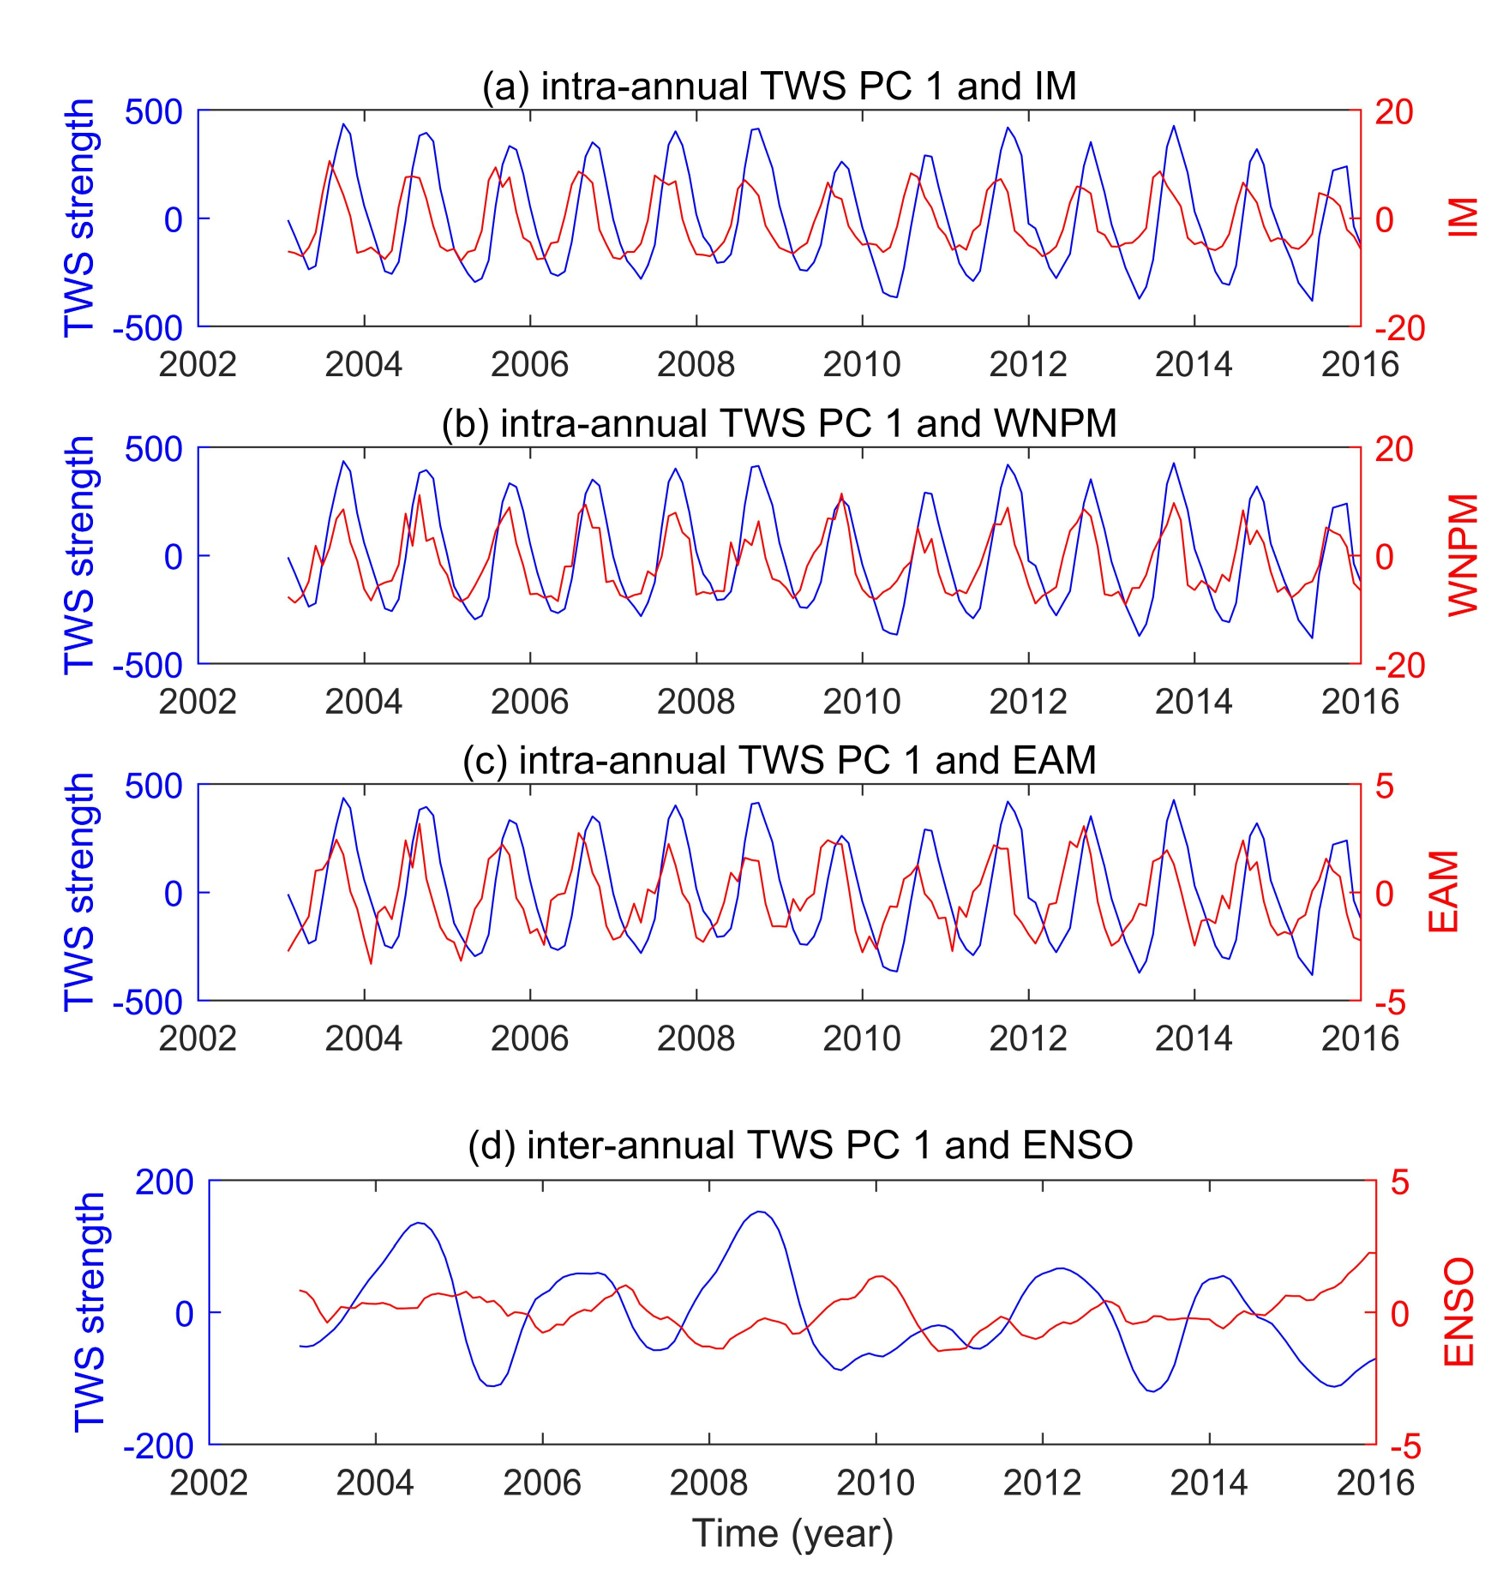 (a) intra-annual TWS PC 1 and IM
500
0
-500
TWS strength
20
0
-20
IM
2002 2004 2006 2008 2010 2012 2014 2016
(b) intra-annual TWS PC 1 and WNPM
500
0
-500
TWS strength
20
0
-20
WNPM
2002 2004 2006 2008 2010 2012 2014 2016
(c) intra-annual TWS PC 1 and EAM
500
0
-500
TWS strength
5
0
-5
EAM
2002 2004 2006 2008 2010 2012 2014 2016
(d) inter-annual TWS PC 1 and ENSO
200
0
-200
TWS strength
5
0
-5
ENSO
2002 2004 2006 2008 2010 2012 2014 2016
Time (year)